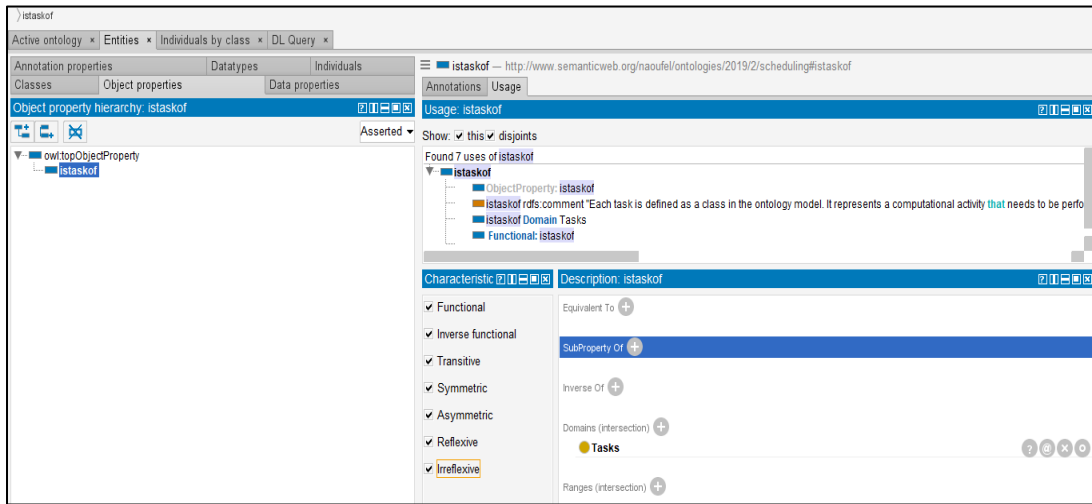 istaskof
Active ontology × Entities × Individuals by class × DL Query ×
Annotation properties Datatypes Individuals
Classes Object properties Data properties
Object property hierarchy: istaskof
Asserted
owl:topObjectProperty
istaskof
istaskof — http://www.semanticweb.org/naoufel/ontologies/2019/2/scheduling#istaskof
Annotations Usage
Usage: istaskof
Show: this disjoints
Found 7 uses of istaskof
istaskof
ObjectProperty: istaskof
istaskof rdfs:comment "Each task is defined as a class in the ontology model. It represents a computational activity that needs to be perfo
istaskof Domain Tasks
Functional: istaskof
Characteristic
Functional
Inverse functional
Transitive
Symmetric
Asymmetric
Reflexive
Irreflexive
Description: istaskof
Equivalent To
SubProperty Of
Inverse Of
Domains (intersection)
Tasks
Ranges (intersection)